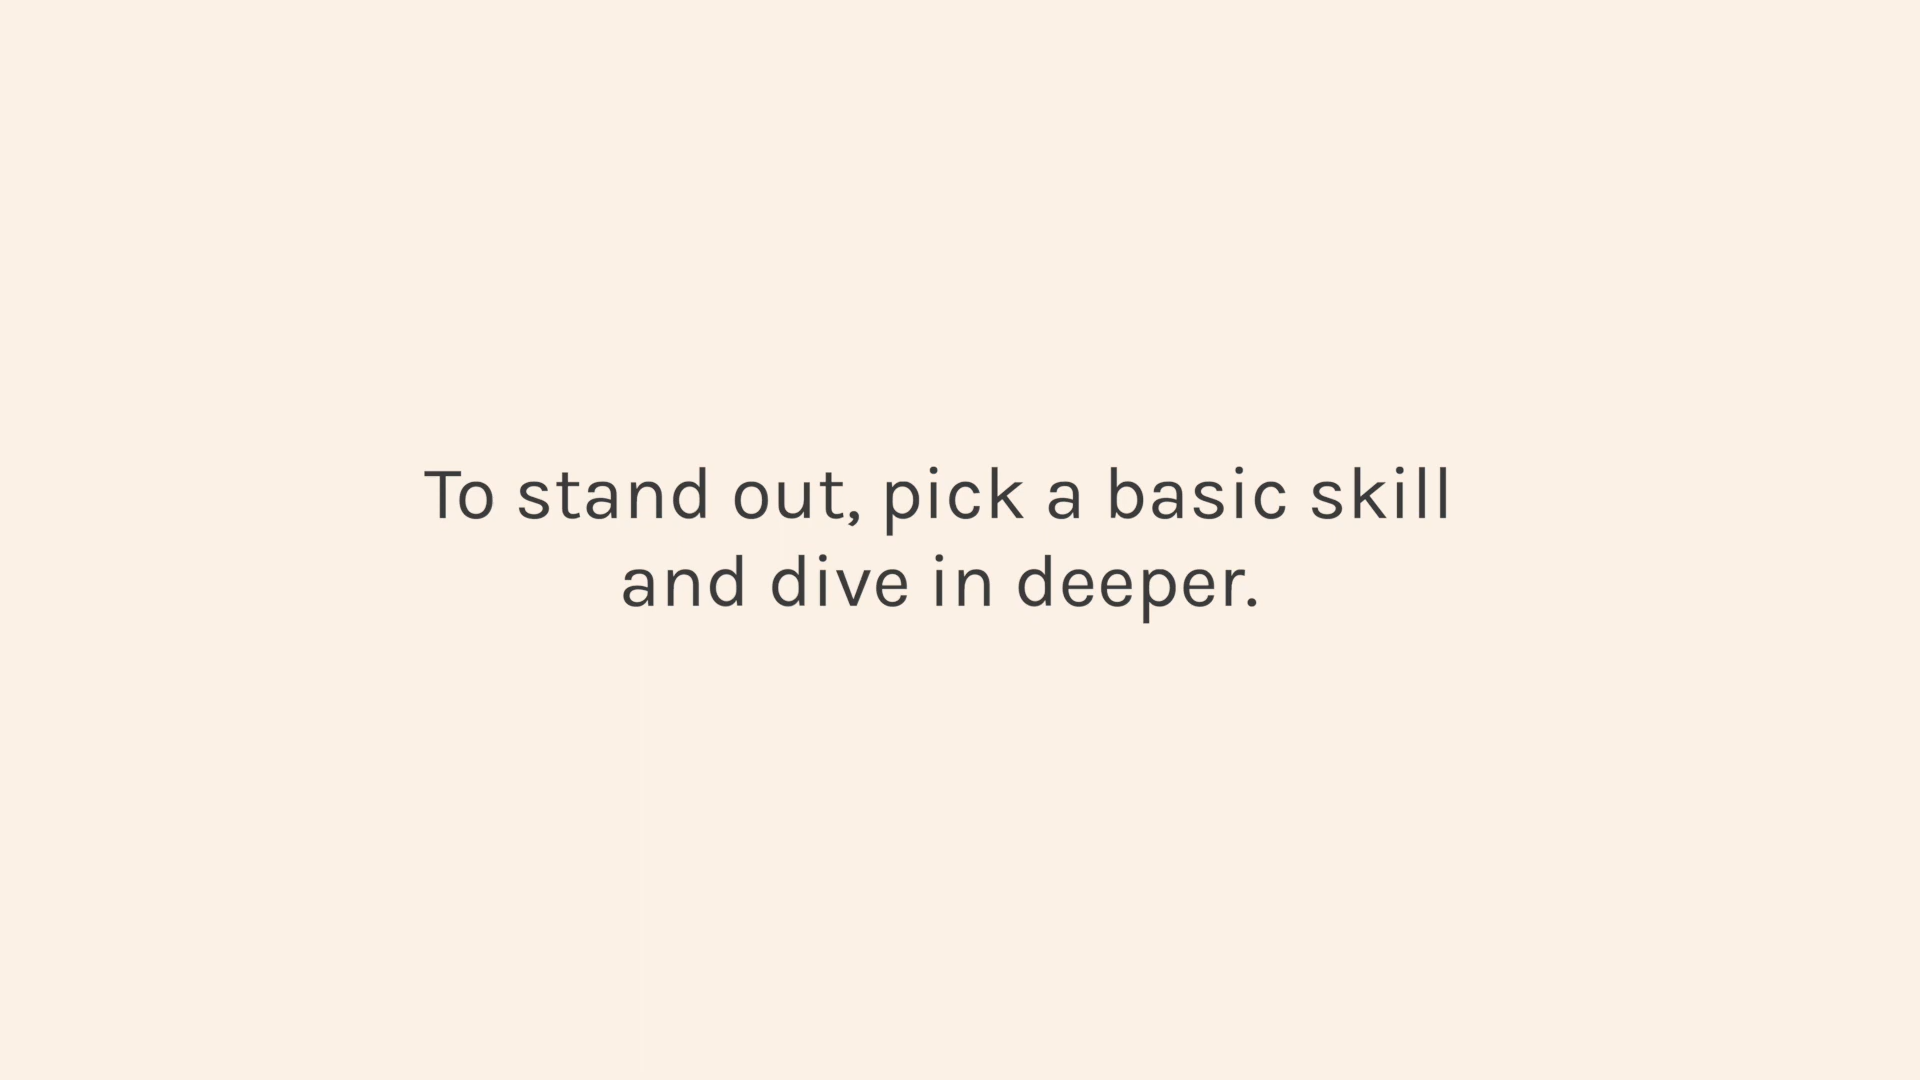 To stand out, pick a basic skill
and dive in deeper.